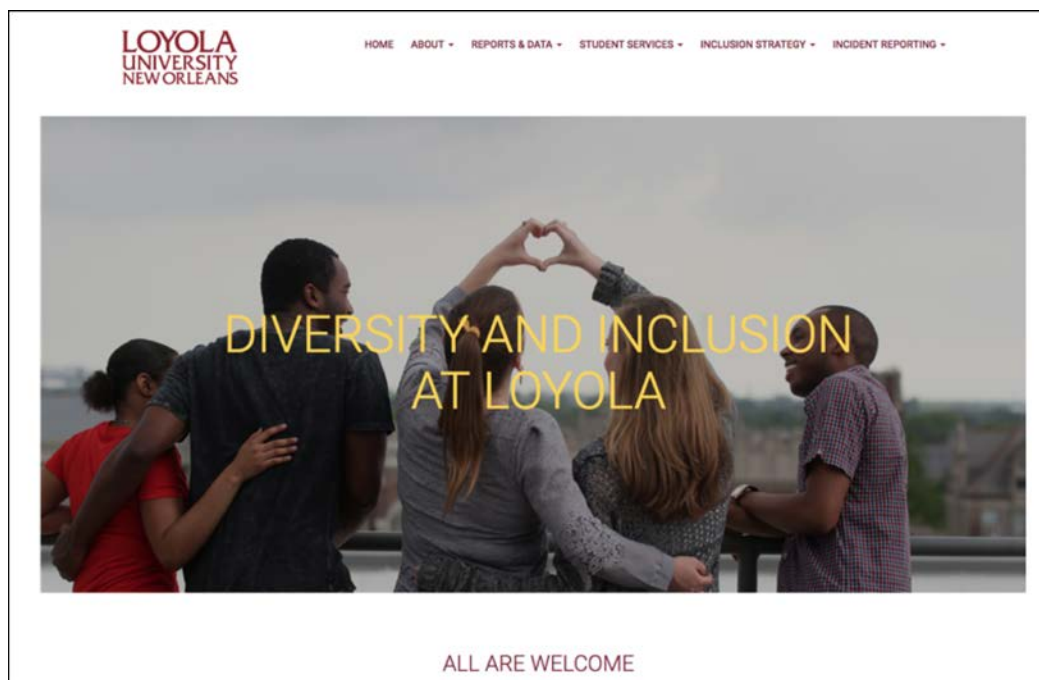 LOYOLA
UNIVERSITY
NEW ORLEANS
HOME ABOUT REPORTS & DATA STUDENT SERVICES INCLUSION STRATEGY INCIDENT REPORTING
DIVERSITY AND INCLUSION
AT LOYOLA
ALL ARE WELCOME